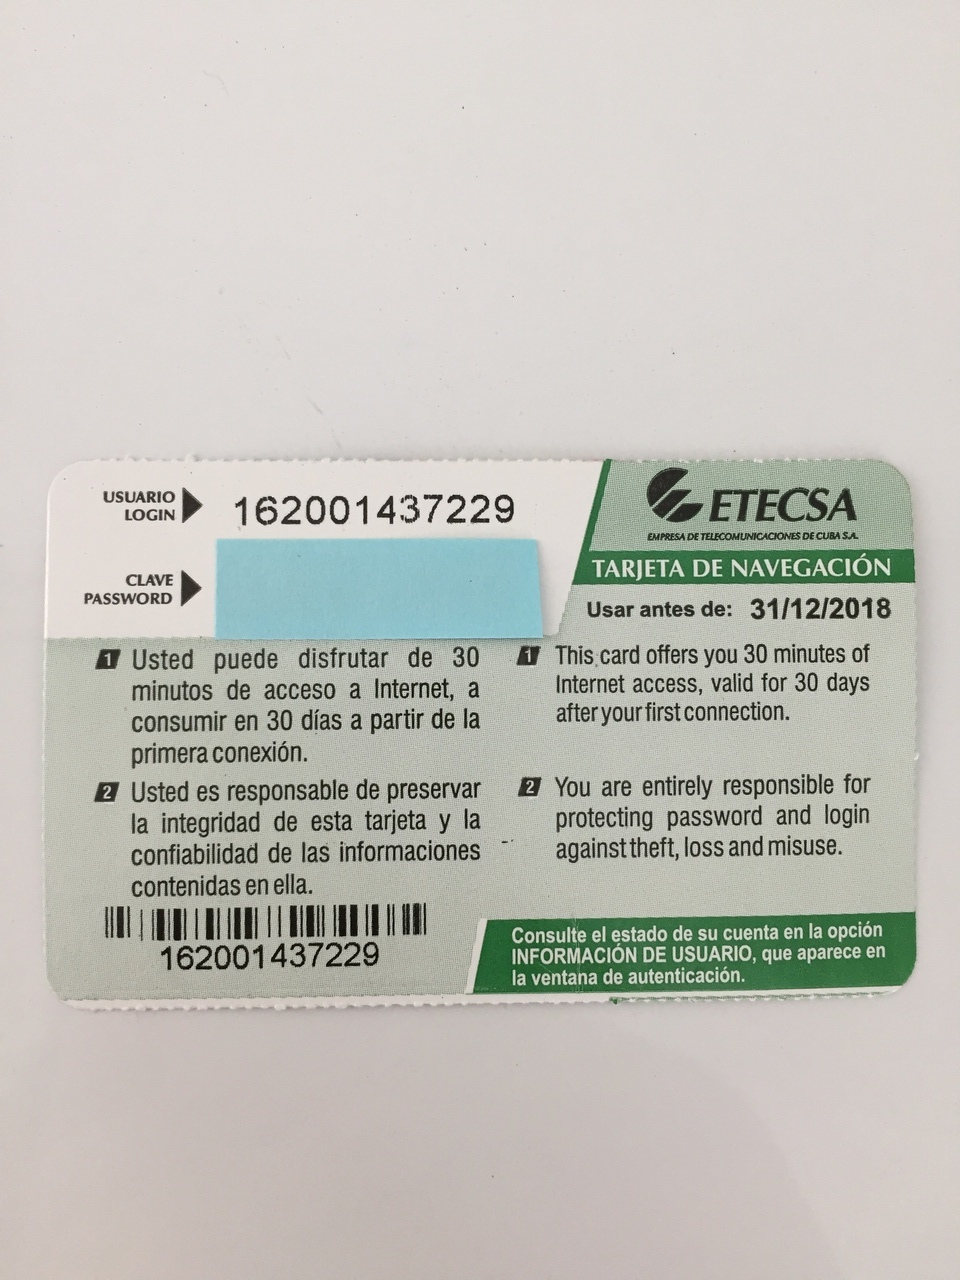 USUARIO
LOGIN
162001437229
CLAVE
PASSWORD
ETECSA
EMPRESA DE TELECOMUNICACIONES DE CUBA S.A.
TARJETA DE NAVEGACIÓN
Usar antes de: 31/12/2018
1 Usted puede disfrutar de 30
minutos de acceso a Internet, a
consumir en 30 días a partir de la
primera conexión.
2 Usted es responsable de preservar
la integridad de esta tarjeta y la
confiabilidad de las informaciones
contenidas en ella.
162001437229
1 This card offers you 30 minutes of
Internet access, valid for 30 days
after your first connection.
2 You are entirely responsible for
protecting password and login
against theft, loss and misuse.
Consulte el estado de su cuenta en la opción
INFORMACIÓN DE USUARIO, que aparece en
la ventana de autenticación.